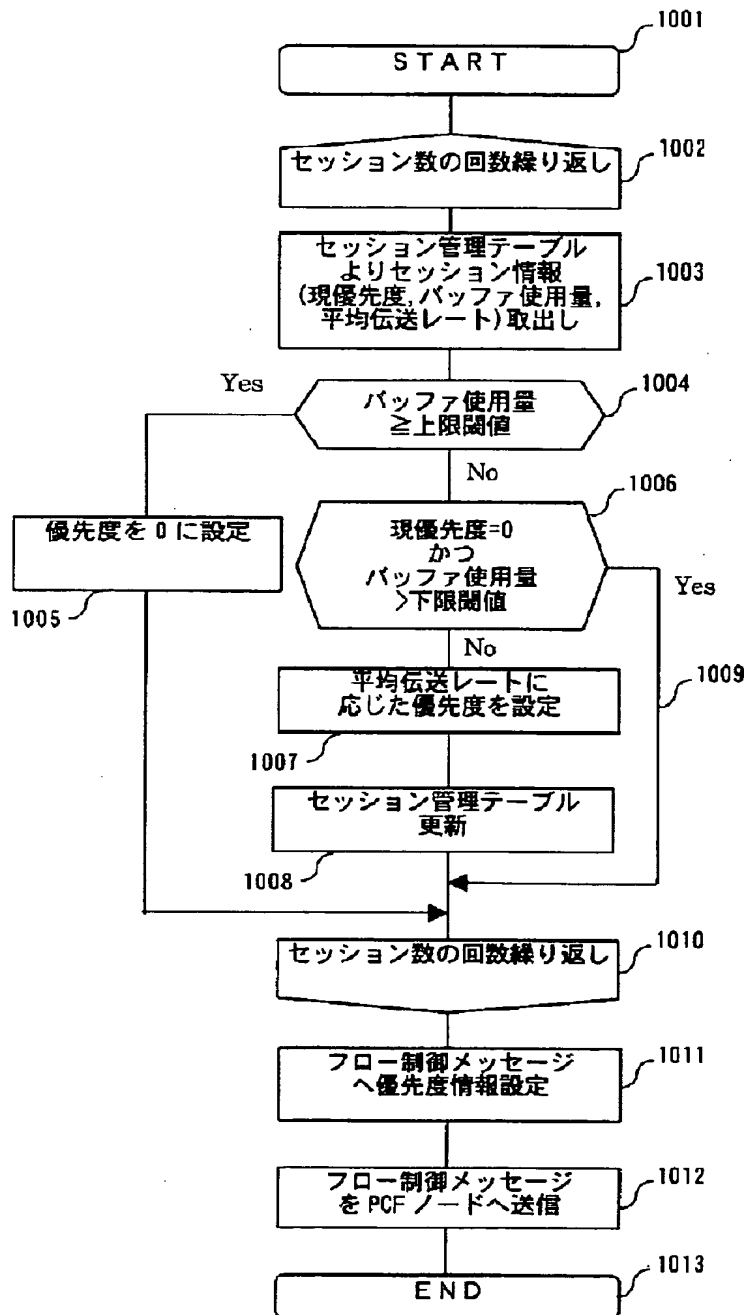 1001
START
セッション数の回数繰り返し
1002
セッション管理テーブル
よりセッション情報
(現優先度,バッファ使用量,
平均伝送レート)取出し
1003
Yes
バッファ使用量
≧上限閾値
1004
No
1006
優先度を0に設定
1005
現優先度=0
かつ
バッファ使用量
>下限閾値
Yes
No
1009
平均伝送レートに
応じた優先度を設定
1007
セッション管理テーブル
更新
1008
セッション数の回数繰り返し
1010
フロー制御メッセージ
へ優先度情報設定
1011
フロー制御メッセージ
をPCFノードへ送信
1012
END
1013